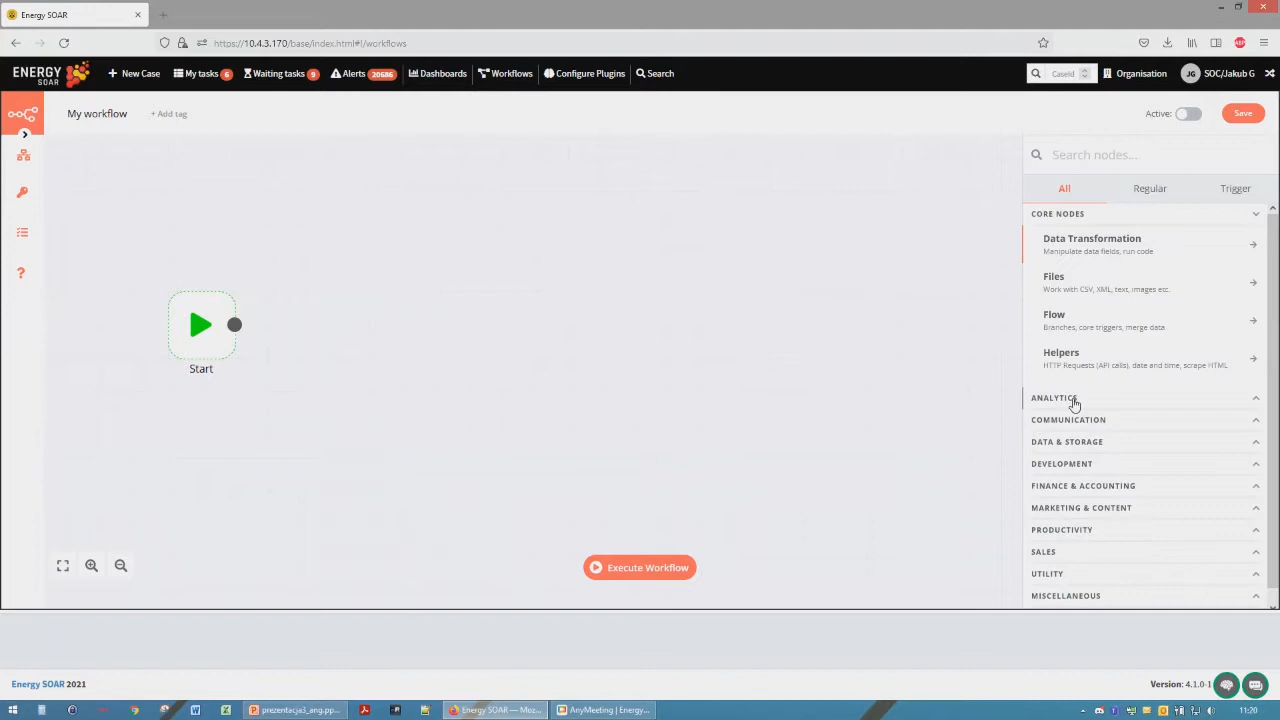 Energy SOAR
https://10.4.3.170/base/index.html#!/workflows
ENERGY SOAR
New Case
My tasks 6
Waiting tasks 9
Alerts 20686
Dashboards
Workflows
Configure Plugins
Search
CaseId
Organisation
JG
SOC/Jakub G
My workflow
+ Add tag
Active:
Save
Search nodes...
All
Regular
Trigger
CORE NODES
Data Transformation
Manipulate data fields, run code
Files
Work with CSV, XML, text, images etc.
Flow
Branches, core triggers, merge data
Helpers
HTTP Requests (API calls), date and time, scrape HTML
ANALYTICS
COMMUNICATION
DATA & STORAGE
DEVELOPMENT
FINANCE & ACCOUNTING
MARKETING & CONTENT
PRODUCTIVITY
SALES
UTILITY
MISCELLANEOUS
Start
Execute Workflow
Energy SOAR 2021
Version: 4.1.0-1
prezentacja3_ang.pp...
Energy SOAR — Moz...
AnyMeeting | Energy...
11:20